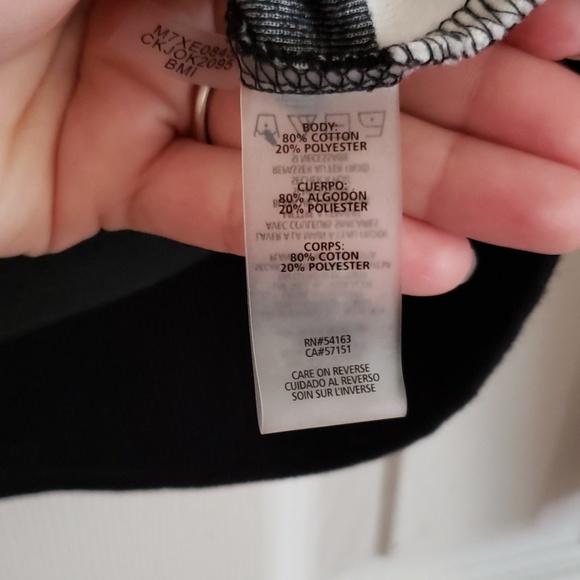 M7XE084
CKJOK2095
BMI
BODY:
80% COTTON
20% POLYESTER
CUERPO:
80% ALGODÓN
20% POLIESTER
CORPS:
80% COTON
20% POLYESTER
RN#54163
CA#57151
CARE ON REVERSE
CUIDADO AL REVERSO
SOIN SUR L'INVERSE